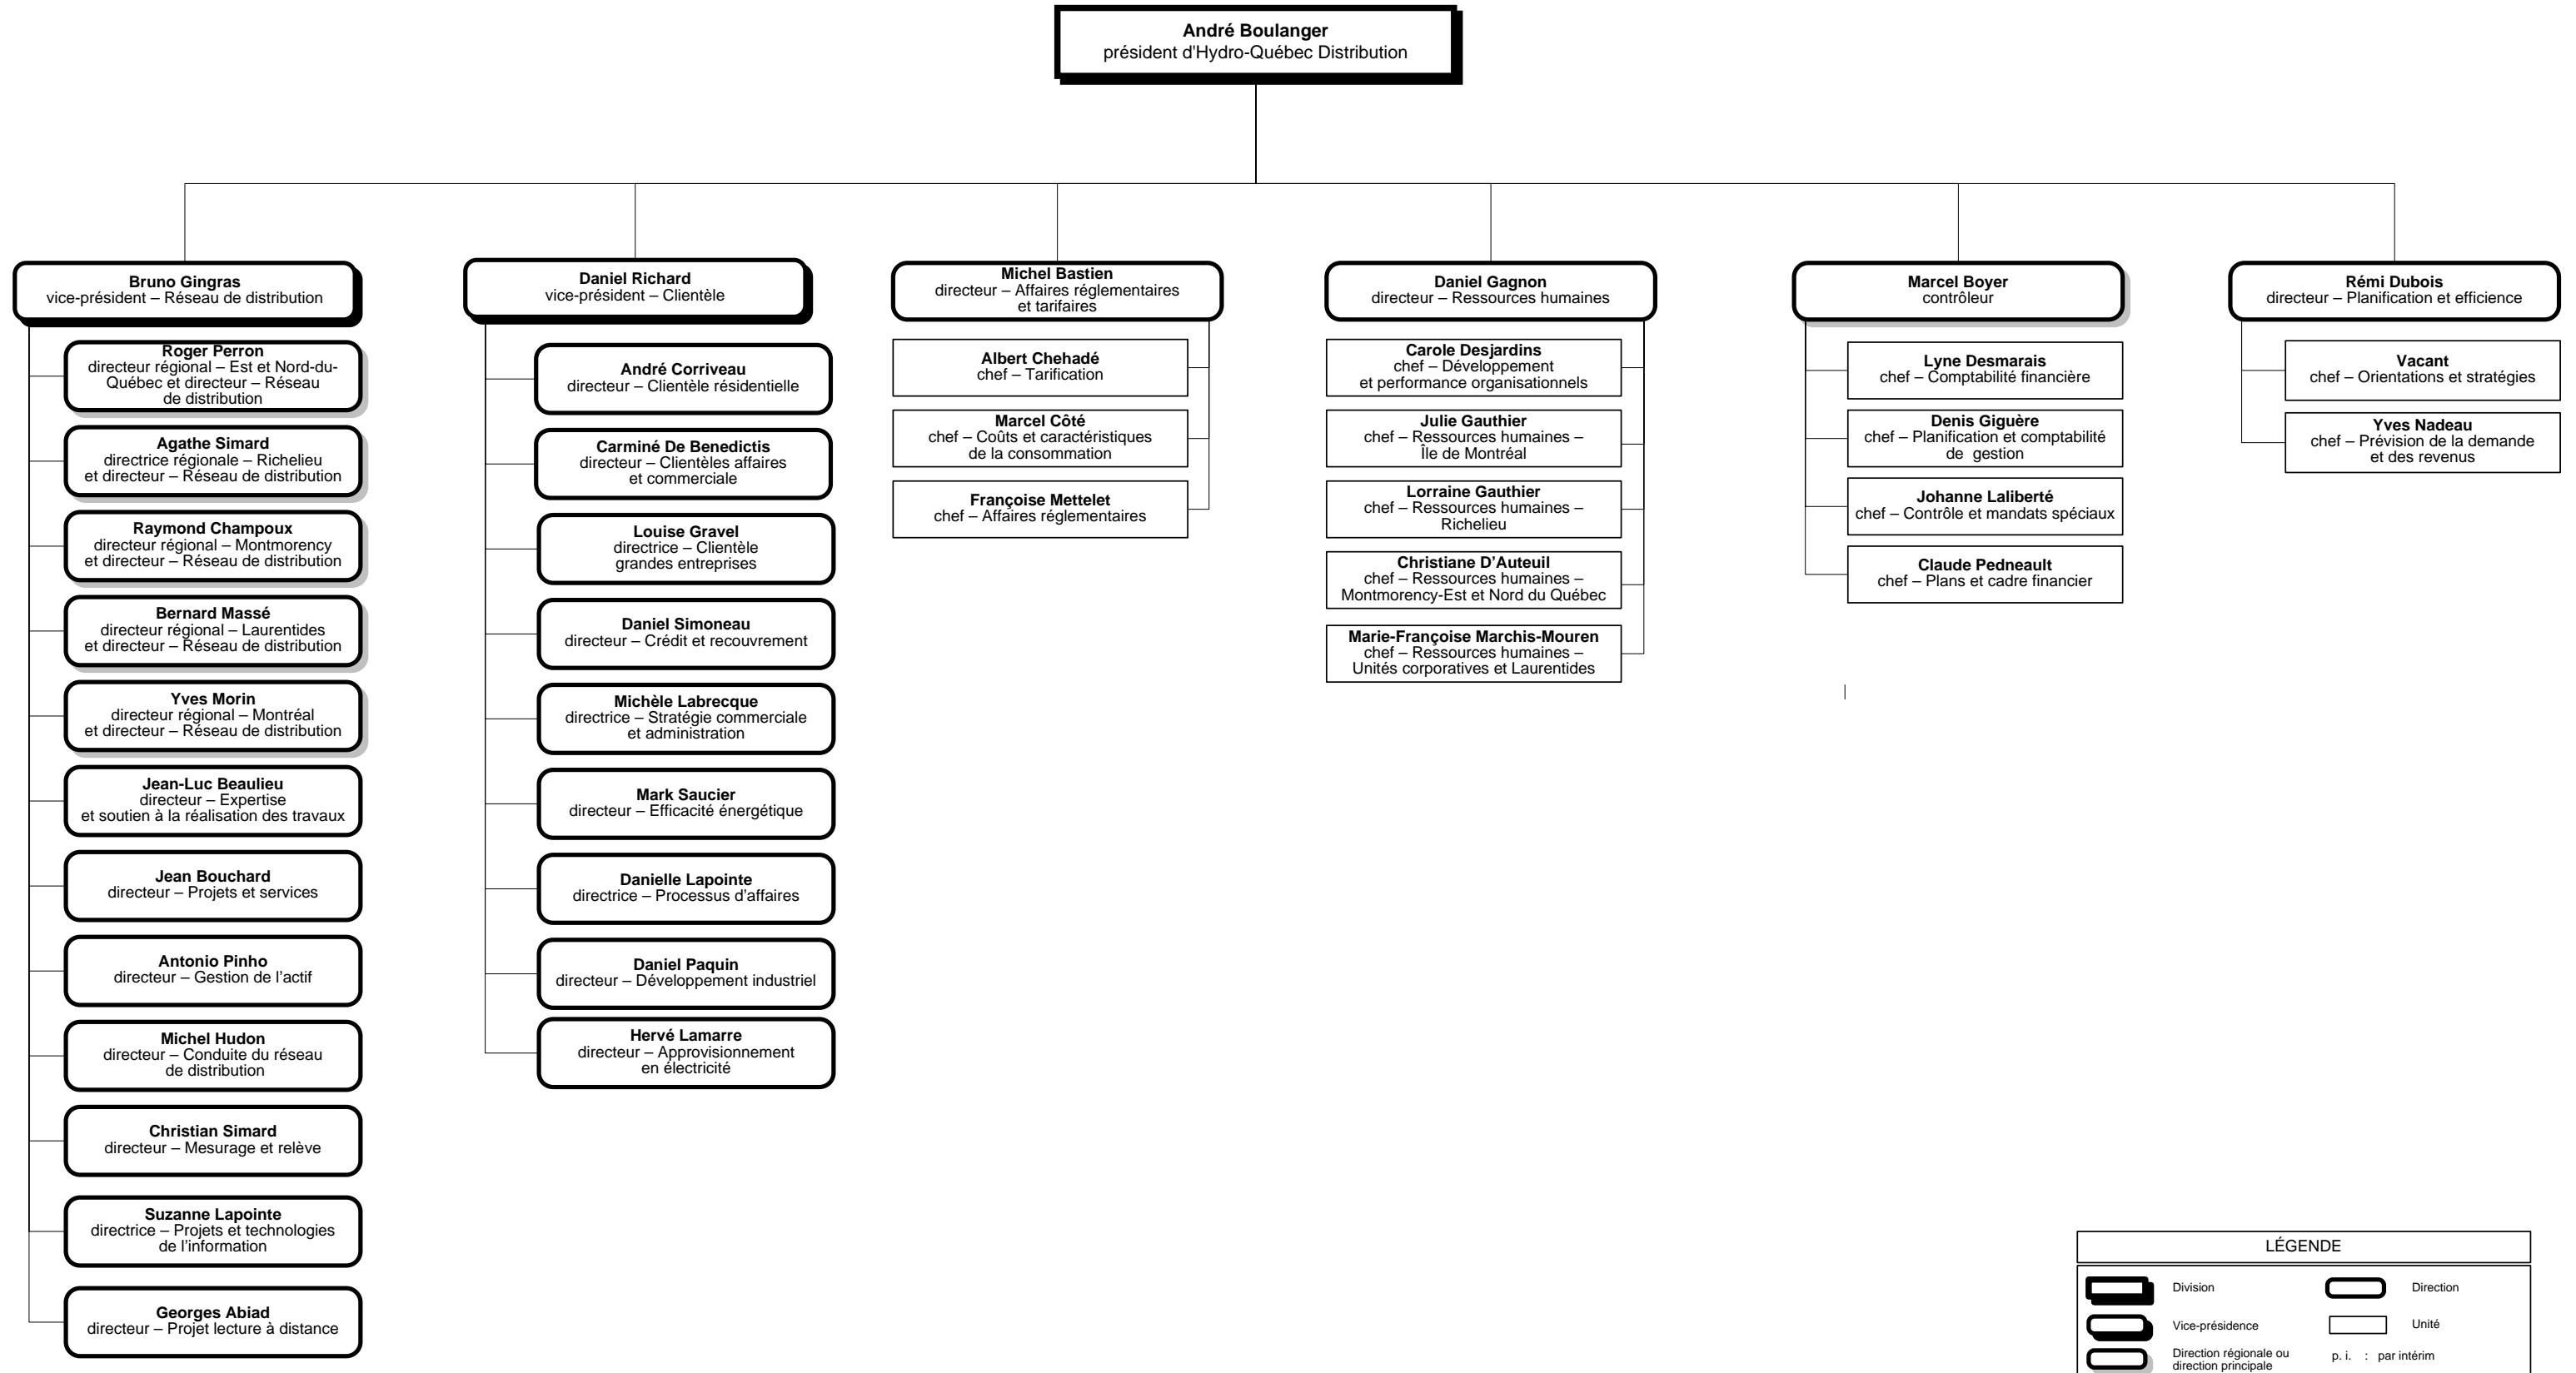 André Boulanger
président d'Hydro-Québec Distribution
Bruno Gingras
vice-président – Réseau de distribution
Roger Perron
directeur régional – Est et Nord-du-
Québec et directeur – Réseau
de distribution
Agathe Simard
directrice régionale – Richelieu
et directeur – Réseau de distribution
Raymond Champoux
directeur régional – Montmorency
et directeur – Réseau de distribution
Bernard Massé
directeur régional – Laurentides
et directeur – Réseau de distribution
Yves Morin
directeur régional – Montréal
et directeur – Réseau de distribution
Jean-Luc Beaulieu
directeur – Expertise
et soutien à la réalisation des travaux
Jean Bouchard
directeur – Projets et services
Antonio Pinho
directeur – Gestion de l'actif
Michel Hudon
directeur – Conduite du réseau
de distribution
Christian Simard
directeur – Mesurage et relève
Suzanne Lapointe
directrice – Projets et technologies
de l'information
Georges Abiad
directeur – Projet lecture à distance
Daniel Richard
vice-président – Clientèle
André Corriveau
directeur – Clientèle résidentielle
Carminé De Benedictis
directeur – Clientèles affaires
et commerciale
Louise Gravel
directrice – Clientèle
grandes entreprises
Daniel Simoneau
directeur – Crédit et recouvrement
Michèle Labrecque
directrice – Stratégie commerciale
et administration
Mark Saucier
directeur – Efficacité énergétique
Danielle Lapointe
directrice – Processus d'affaires
Daniel Paquin
directeur – Développement industriel
Hervé Lamarre
directeur – Approvisionnement
en électricité
Michel Bastien
directeur – Affaires réglementaires
et tarifaires
Albert Chehadé
chef – Tarification
Marcel Côté
chef – Coûts et caractéristiques
de la consommation
Françoise Mettelet
chef – Affaires réglementaires
Daniel Gagnon
directeur – Ressources humaines
Carole Desjardins
chef – Développement
et performance organisationnels
Julie Gauthier
chef – Ressources humaines –
Île de Montréal
Lorraine Gauthier
chef – Ressources humaines –
Richelieu
Christiane D'Auteuil
chef – Ressources humaines –
Montmorency-Est et Nord du Québec
Marie-Françoise Marchis-Mouren
chef – Ressources humaines –
Unités corporatives et Laurentides
Marcel Boyer
contrôleur
Lyne Desmarais
chef – Comptabilité financière
Denis Giguère
chef – Planification et comptabilité
de gestion
Johanne Laliberté
chef – Contrôle et mandats spéciaux
Claude Pedneault
chef – Plans et cadre financier
Rémi Dubois
directeur – Planification et efficience
Vacant
chef – Orientations et stratégies
Yves Nadeau
chef – Prévision de la demande
et des revenus
LÉGENDE
Division
Direction
Vice-présidence
Unité
Direction régionale ou
direction principale
p. i. : par intérim